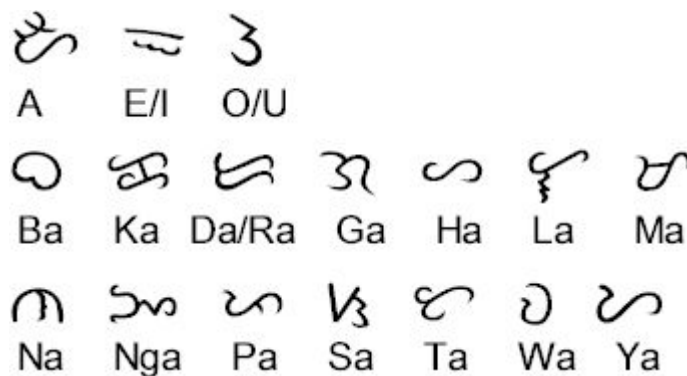 ᜀ ᜁ ᜂ
A E/I O/U
ᜊ ᜃ ᜇ ᜄ ᜑ ᜎ ᜋ
Ba Ka Da/Ra Ga Ha La Ma
ᜈ ᜅ ᜉ ᜐ ᜆ ᜏ ᜌ
Na Nga Pa Sa Ta Wa Ya